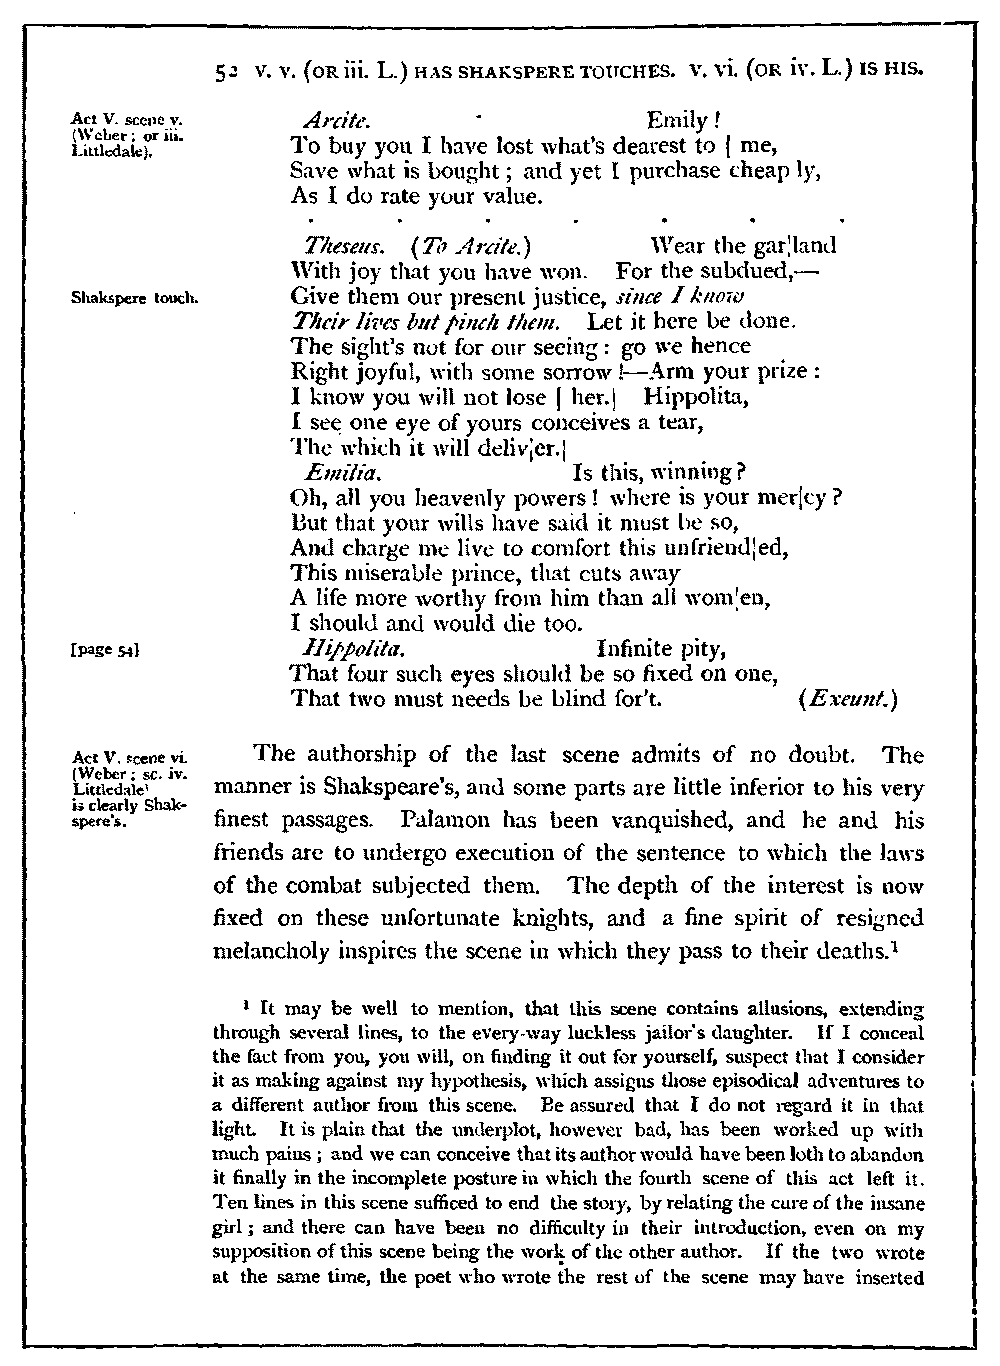 52 V. V. (OR iii. L.) HAS SHAKSPERE TOUCHES. V. vi. (OR iv. L.) IS HIS.
Act V. scene v.
(Weber; or iii.
Littledale).
Arcite. Emily!
To buy you I have lost what's dearest to | me,
Save what is bought; and yet I purchase cheap ly,
As I do rate your value.
. . . . . . .
Theseus. (To Arcite.) Wear the gar¦land
With joy that you have won. For the subdued,—
Shakspere touch.
Give them our present justice, since I know
Their lives but pinch them. Let it here be done.
The sight's not for our seeing: go we hence
Right joyful, with some sorrow!—Arm your prize:
I know you will not lose | her.| Hippolita,
I see one eye of yours conceives a tear,
The which it will deliv¦er.|
Emilia. Is this, winning?
Oh, all you heavenly powers! where is your mer|cy?
But that your wills have said it must be so,
And charge me live to comfort this unfriend¦ed,
This miserable prince, that cuts away
A life more worthy from him than all wom¦en,
I should and would die too.
[page 54]
Hippolita. Infinite pity,
That four such eyes should be so fixed on one,
That two must needs be blind for't. (Exeunt.)
Act V. scene vi.
(Weber; sc. iv.
Littledale)
is clearly Shak-
spere's.
The authorship of the last scene admits of no doubt. The
manner is Shakspeare's, and some parts are little inferior to his very
finest passages. Palamon has been vanquished, and he and his
friends are to undergo execution of the sentence to which the laws
of the combat subjected them. The depth of the interest is now
fixed on these unfortunate knights, and a fine spirit of resigned
melancholy inspires the scene in which they pass to their deaths.¹
¹ It may be well to mention, that this scene contains allusions, extending
through several lines, to the every-way luckless jailor's daughter. If I conceal
the fact from you, you will, on finding it out for yourself, suspect that I consider
it as making against my hypothesis, which assigns those episodical adventures to
a different author from this scene. Be assured that I do not regard it in that
light. It is plain that the underplot, however bad, has been worked up with
much pains; and we can conceive that its author would have been loth to abandon
it finally in the incomplete posture in which the fourth scene of this act left it.
Ten lines in this scene sufficed to end the story, by relating the cure of the insane
girl; and there can have been no difficulty in their introduction, even on my
supposition of this scene being the work of the other author. If the two wrote
at the same time, the poet who wrote the rest of the scene may have inserted